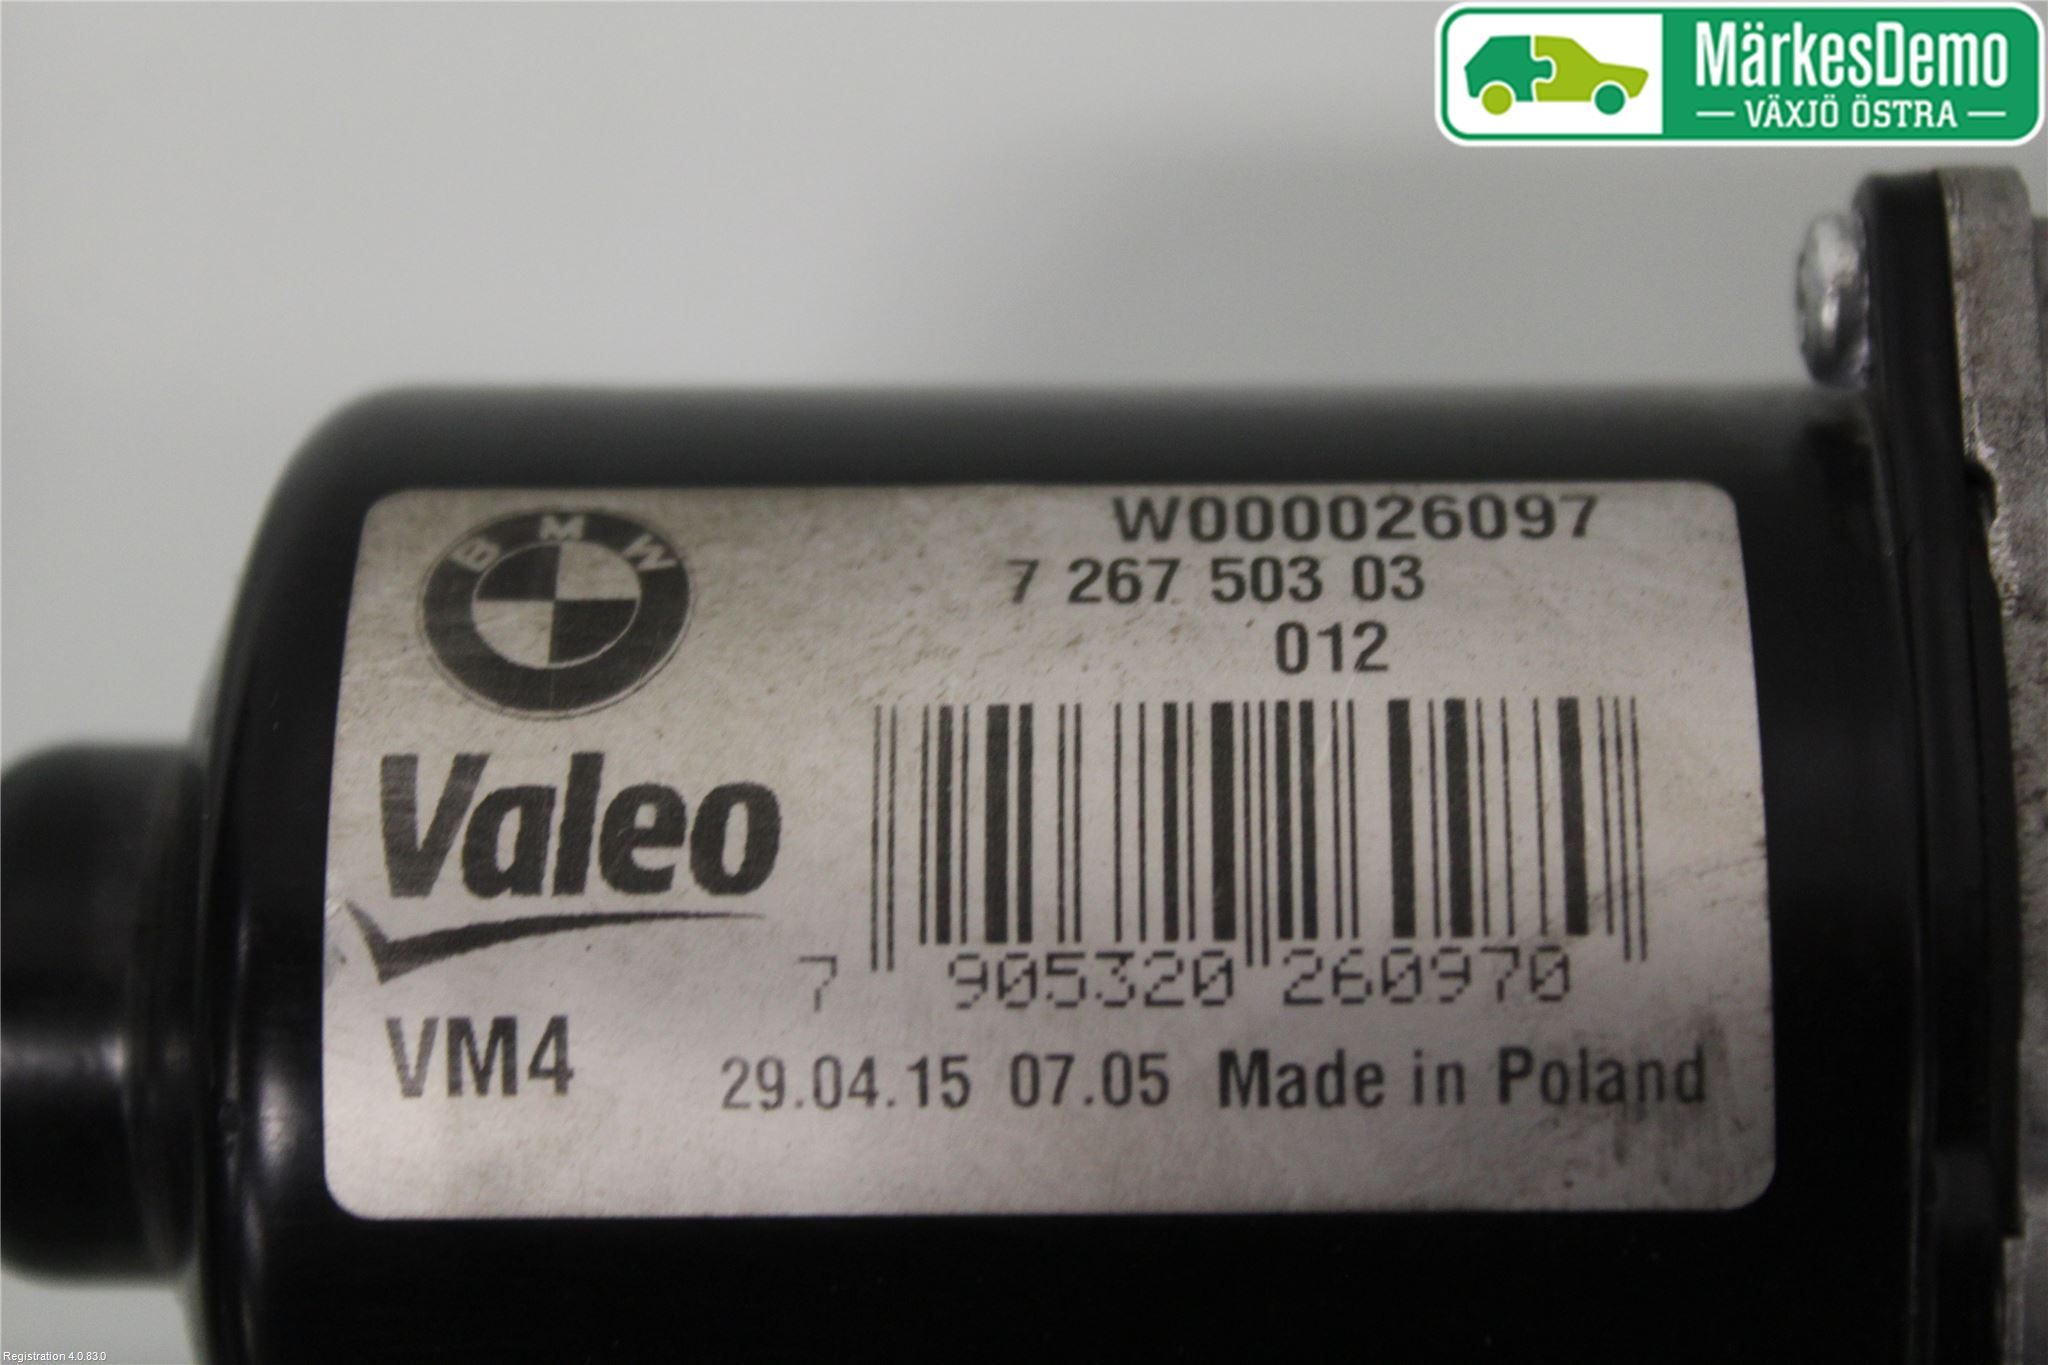 MärkesDemo
VÄXJÖ ÖSTRA
BMW
W000026097
7 267 503 03
012
Valeo
7 905320 260970
VM4
29.04.15 07.05 Made in Poland
Registration 4.0.83.0